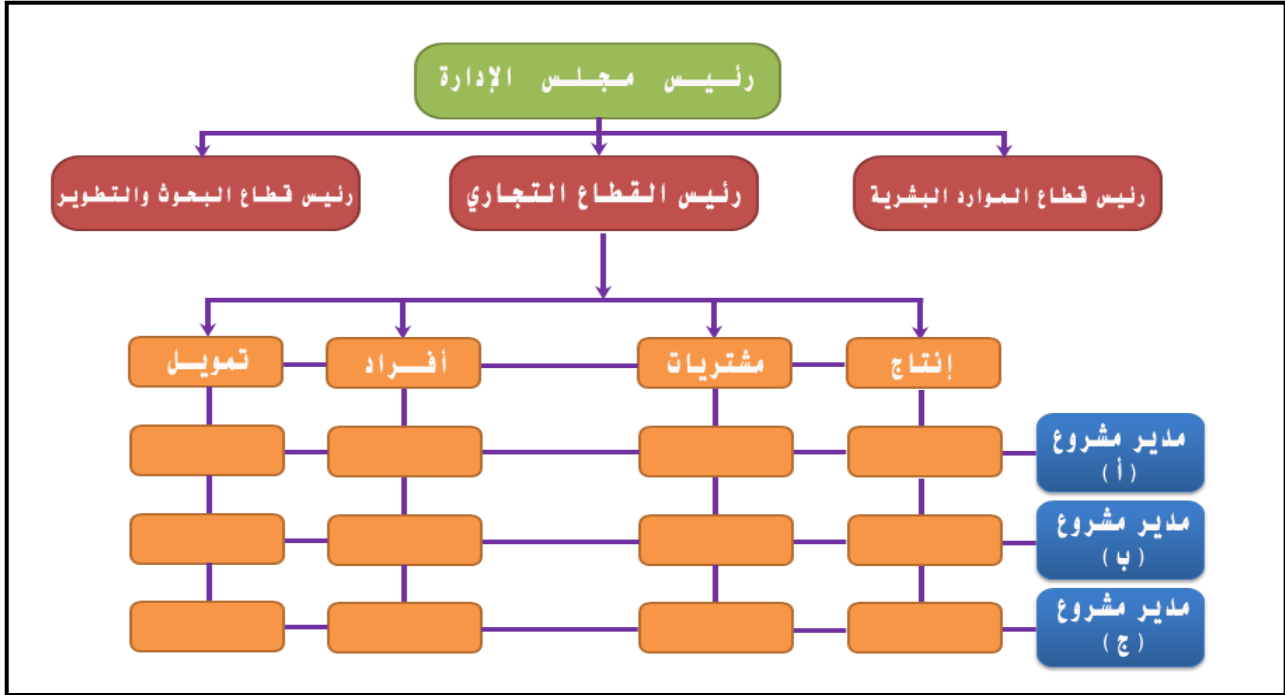 رئيس مجلس الإدارة
رئيس قطاع الموارد البشرية
رئيس القطاع التجاري
رئيس قطاع البحوث والتطوير
إنتاج
مشتريات
أفراد
تمويل
مدير مشروع
( أ )
مدير مشروع
( ب )
مدير مشروع
( ج )